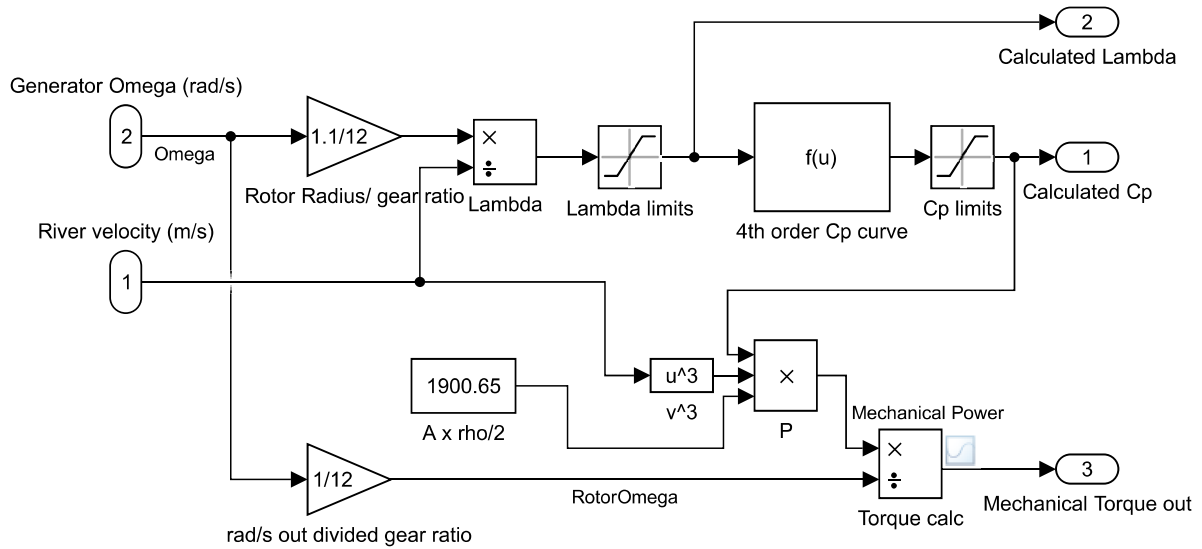 2
Calculated Lambda
Generator Omega (rad/s)
2
Omega
1.1/12
Rotor Radius/ gear ratio
×
÷
Lambda
Lambda limits
f(u)
4th order Cp curve
Cp limits
1
Calculated Cp
River velocity (m/s)
1
1900.65
A x rho/2
u^3
v^3
×
P
Mechanical Power
×
÷
Torque calc
3
Mechanical Torque out
1/12
RotorOmega
rad/s out divided gear ratio